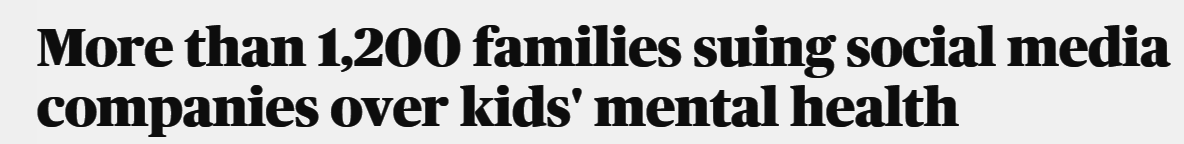 More than 1,200 families suing social media
companies over kids' mental health